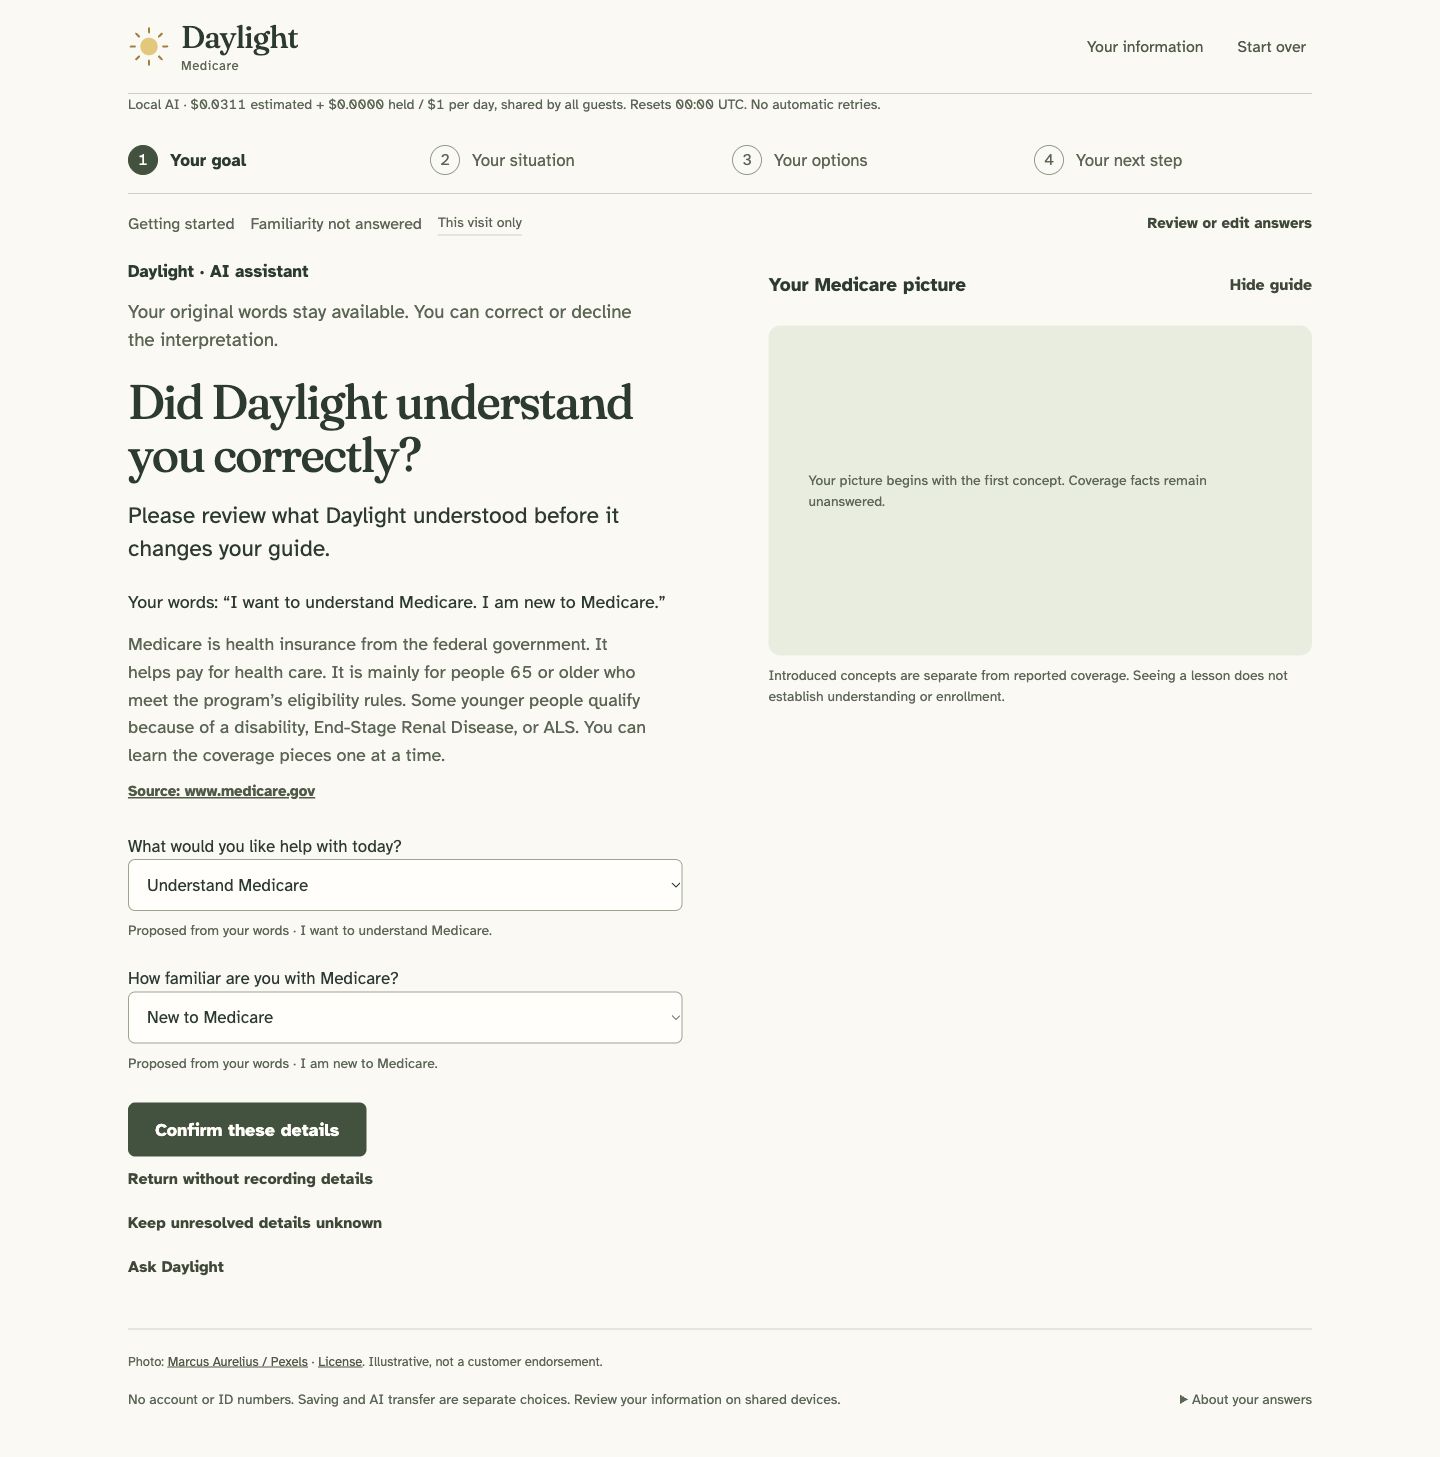 Daylight
Medicare
Your information
Start over
Local AI · $0.0311 estimated + $0.0000 held / $1 per day, shared by all guests. Resets 00:00 UTC. No automatic retries.
1 Your goal
2 Your situation
3 Your options
4 Your next step
Getting started Familiarity not answered This visit only
Review or edit answers
Daylight · AI assistant
Your original words stay available. You can correct or decline
the interpretation.
Did Daylight understand
you correctly?
Please review what Daylight understood before it
changes your guide.
Your words: “I want to understand Medicare. I am new to Medicare.”
Medicare is health insurance from the federal government. It
helps pay for health care. It is mainly for people 65 or older who
meet the program’s eligibility rules. Some younger people qualify
because of a disability, End-Stage Renal Disease, or ALS. You can
learn the coverage pieces one at a time.
Source: www.medicare.gov
What would you like help with today?
Understand Medicare
Proposed from your words · I want to understand Medicare.
How familiar are you with Medicare?
New to Medicare
Proposed from your words · I am new to Medicare.
Confirm these details
Return without recording details
Keep unresolved details unknown
Ask Daylight
Your Medicare picture
Hide guide
Your picture begins with the first concept. Coverage facts remain
unanswered.
Introduced concepts are separate from reported coverage. Seeing a lesson does not
establish understanding or enrollment.
Photo: Marcus Aurelius / Pexels · License. Illustrative, not a customer endorsement.
No account or ID numbers. Saving and AI transfer are separate choices. Review your information on shared devices.
About your answers